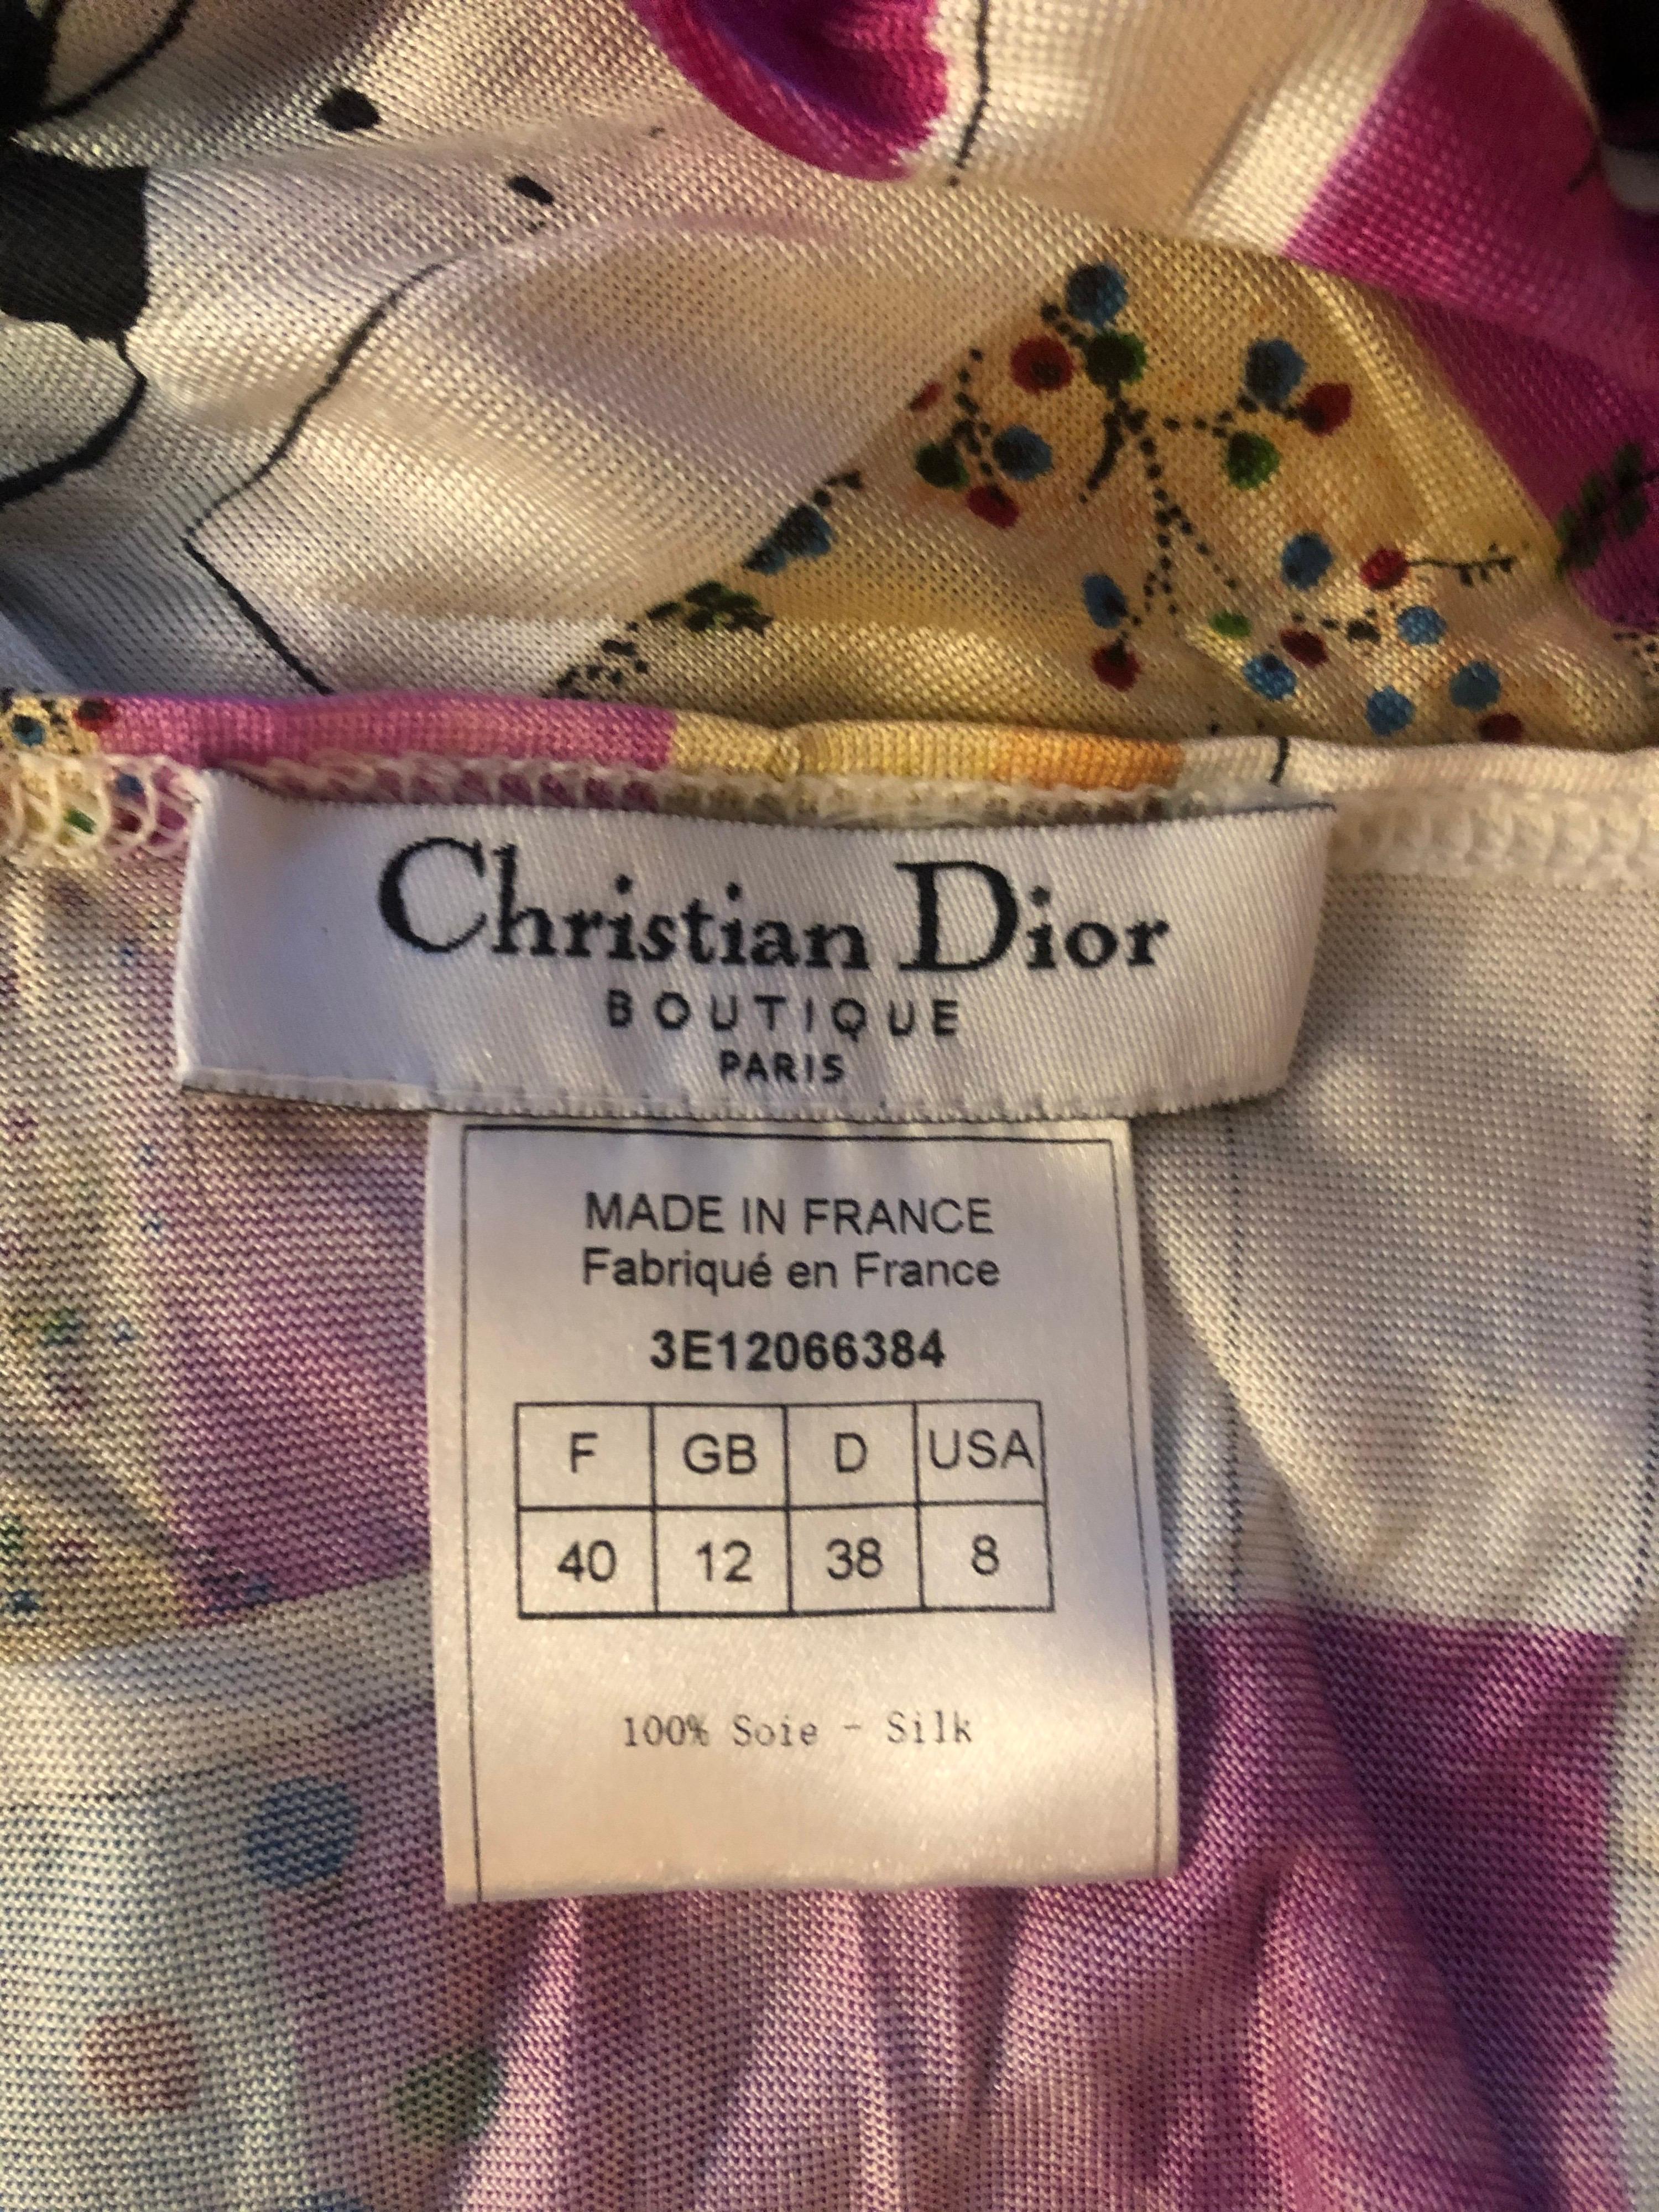 Christian Dior
BOUTIQUE
PARIS
MADE IN FRANCE
Fabriqué en France
3E12066384
F GB D USA
40 12 38 8
100% Soie - Silk